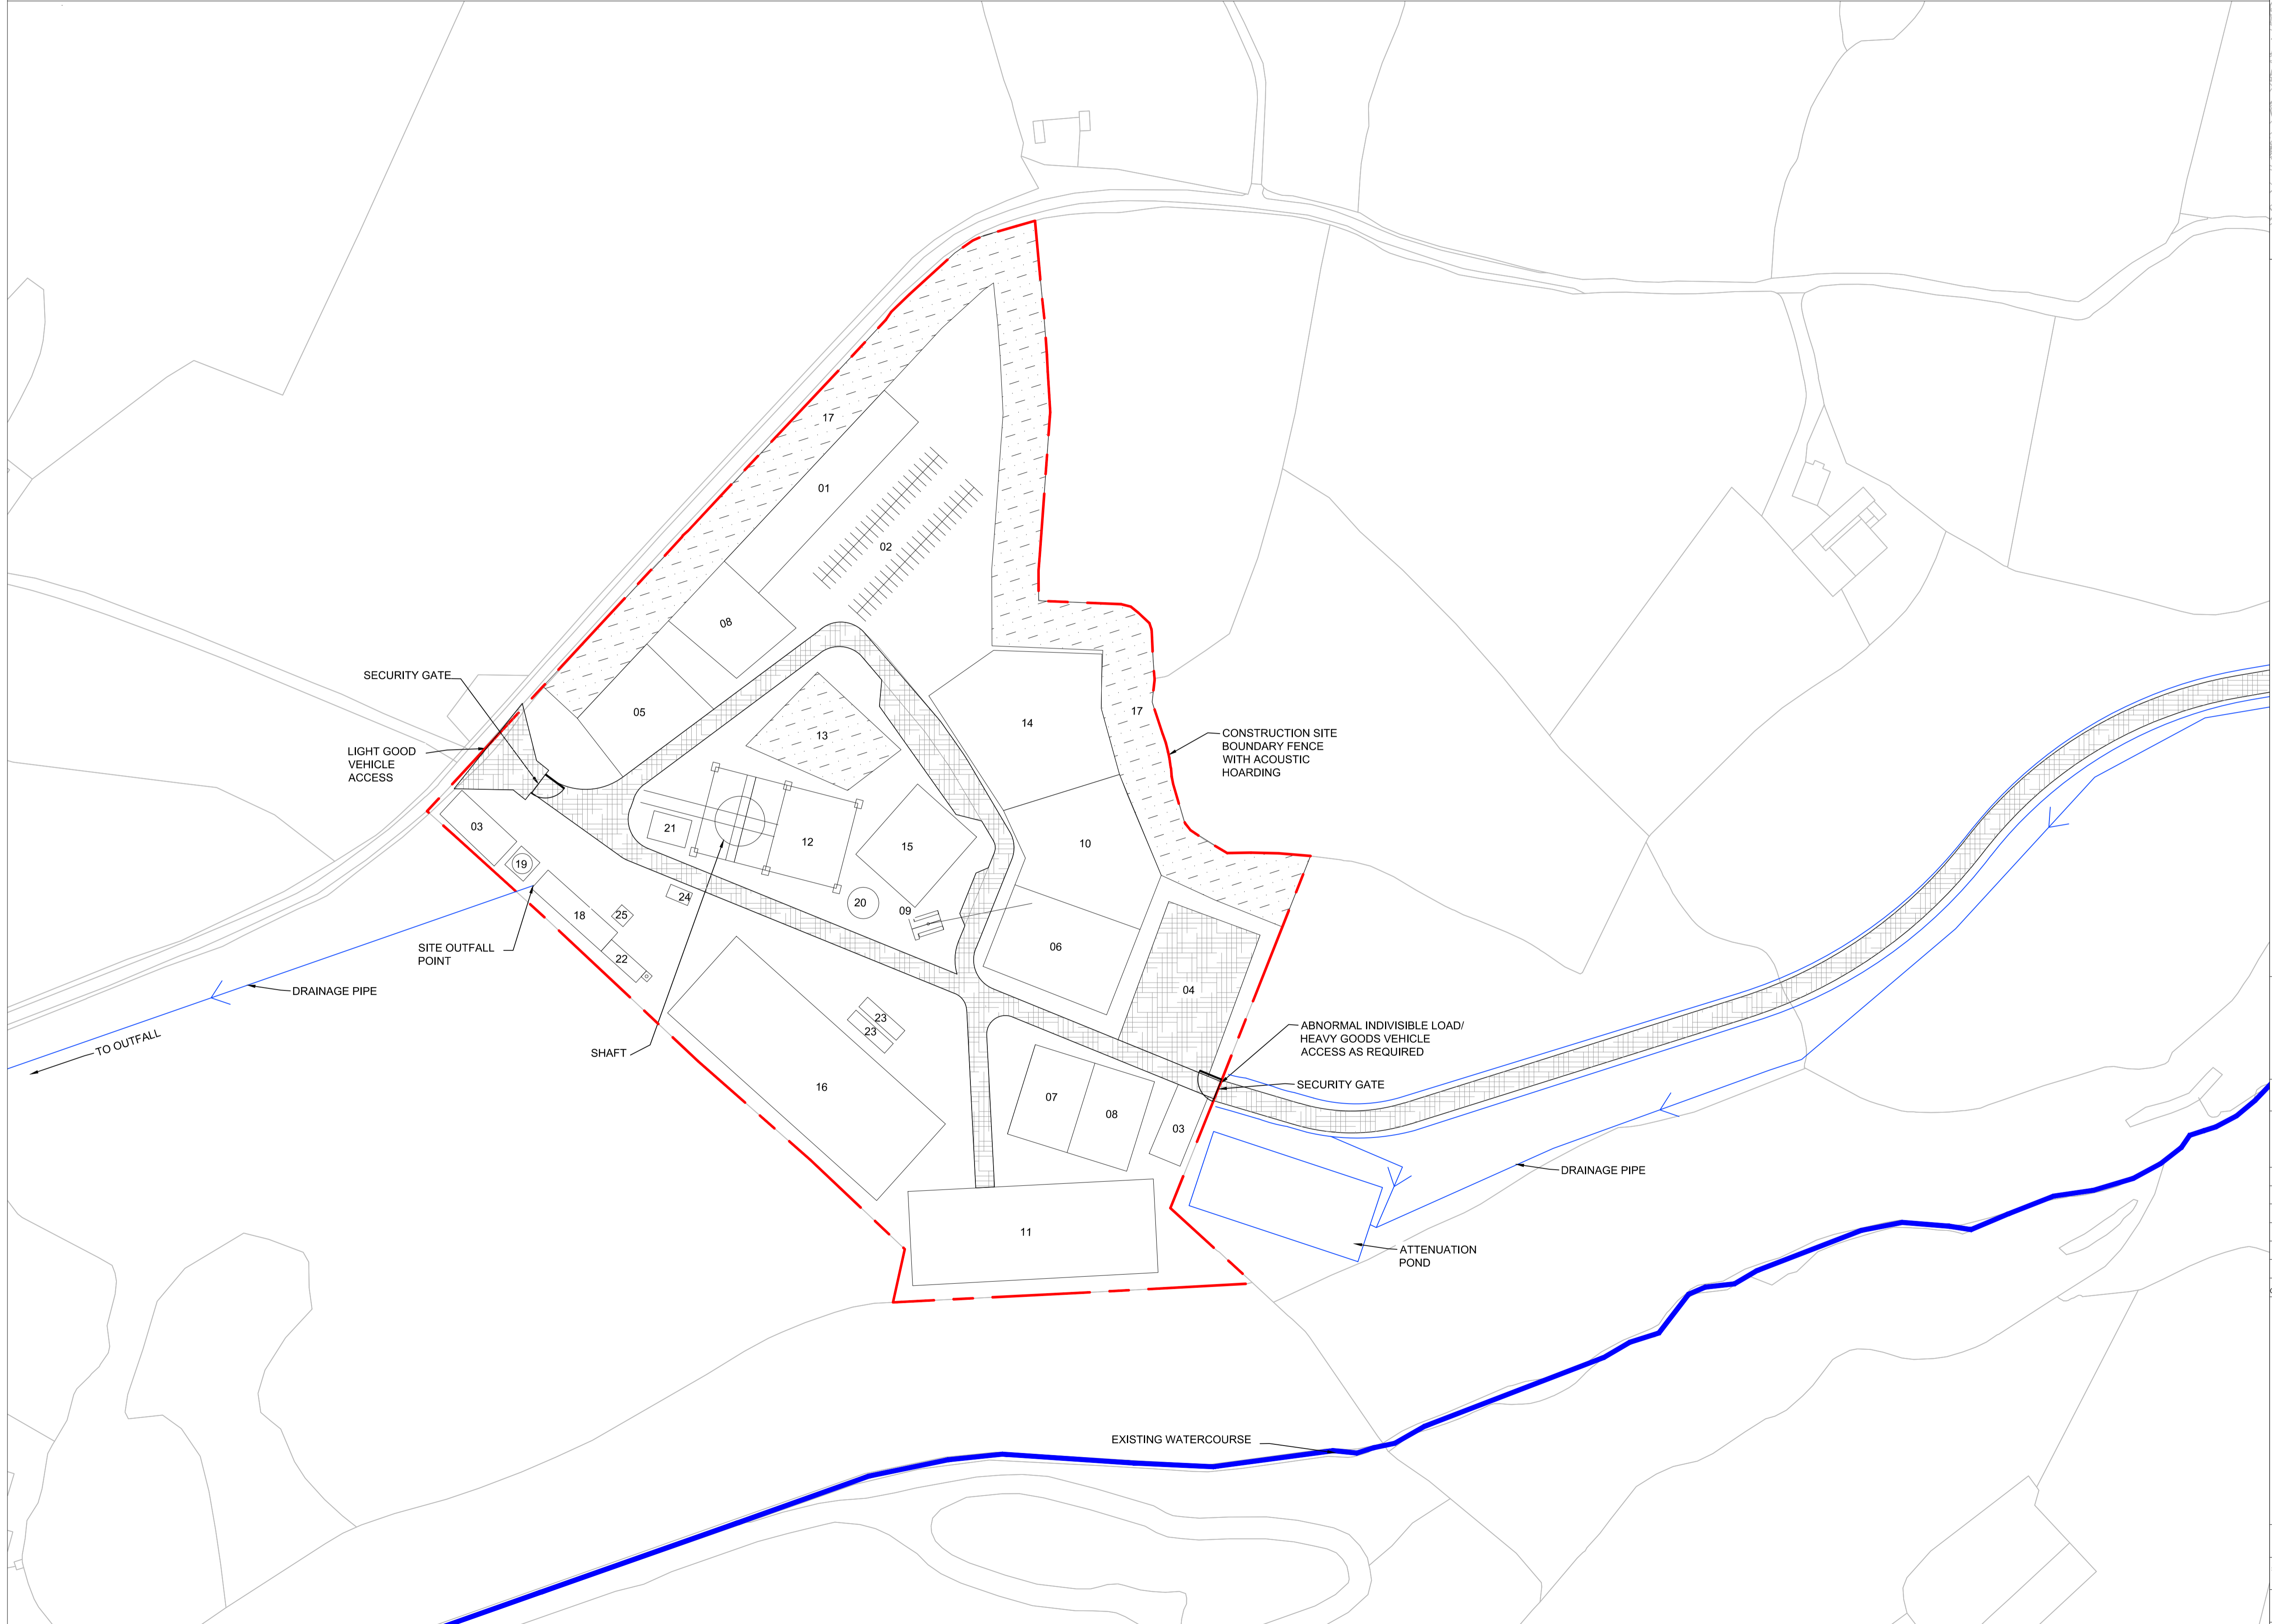 17
01
02
08
SECURITY GATE
05
13
14
17
LIGHT GOOD
VEHICLE
ACCESS
CONSTRUCTION SITE
BOUNDARY FENCE
WITH ACOUSTIC
HOARDING
03
21
12
15
10
19
24
20
09
18
25
22
06
SITE OUTFALL
POINT
DRAINAGE PIPE
TO OUTFALL
SHAFT
04
23
23
16
ABNORMAL INDIVISIBLE LOAD/
HEAVY GOODS VEHICLE
ACCESS AS REQUIRED
SECURITY GATE
07
08
03
DRAINAGE PIPE
11
ATTENUATION
POND
EXISTING WATERCOURSE